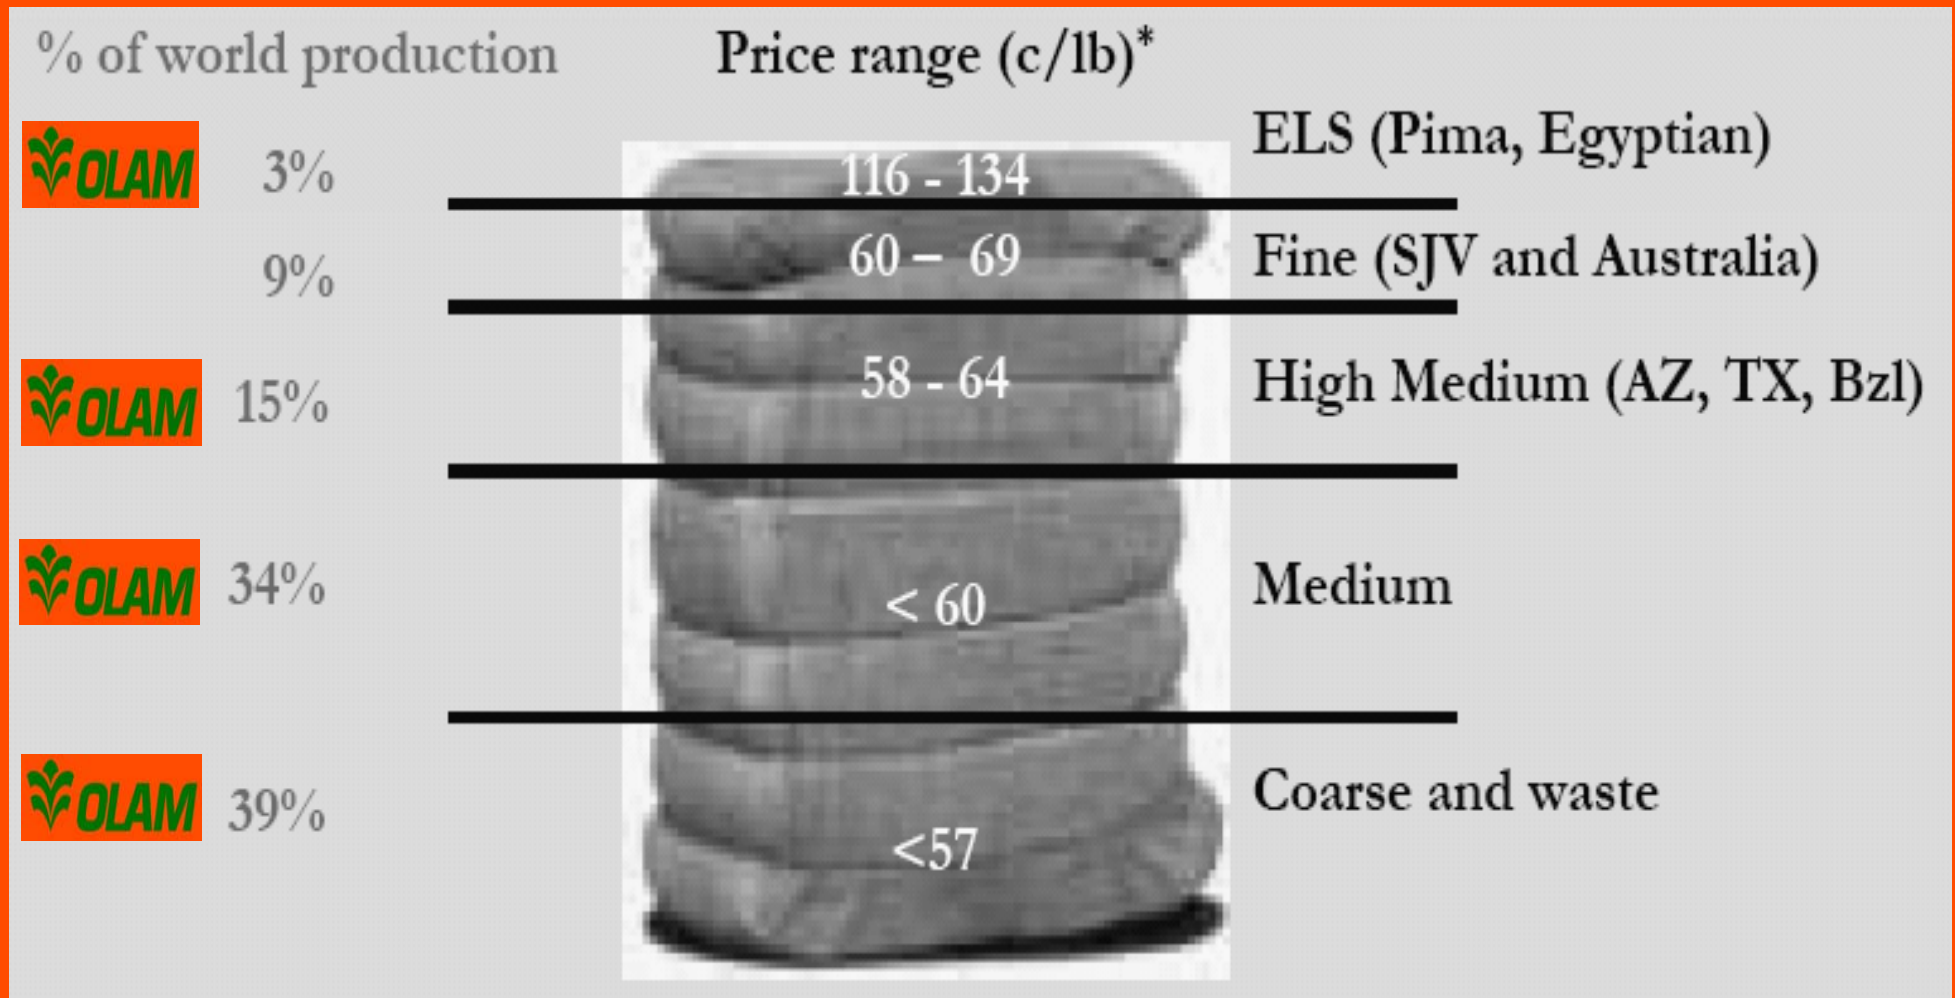 % of world production
Price range (c/lb)*
OLAM
3%
116 - 134
ELS (Pima, Egyptian)
9%
60 – 69
Fine (SJV and Australia)
OLAM
15%
58 - 64
High Medium (AZ, TX, Bzl)
OLAM
34%
< 60
Medium
OLAM
39%
<57
Coarse and waste